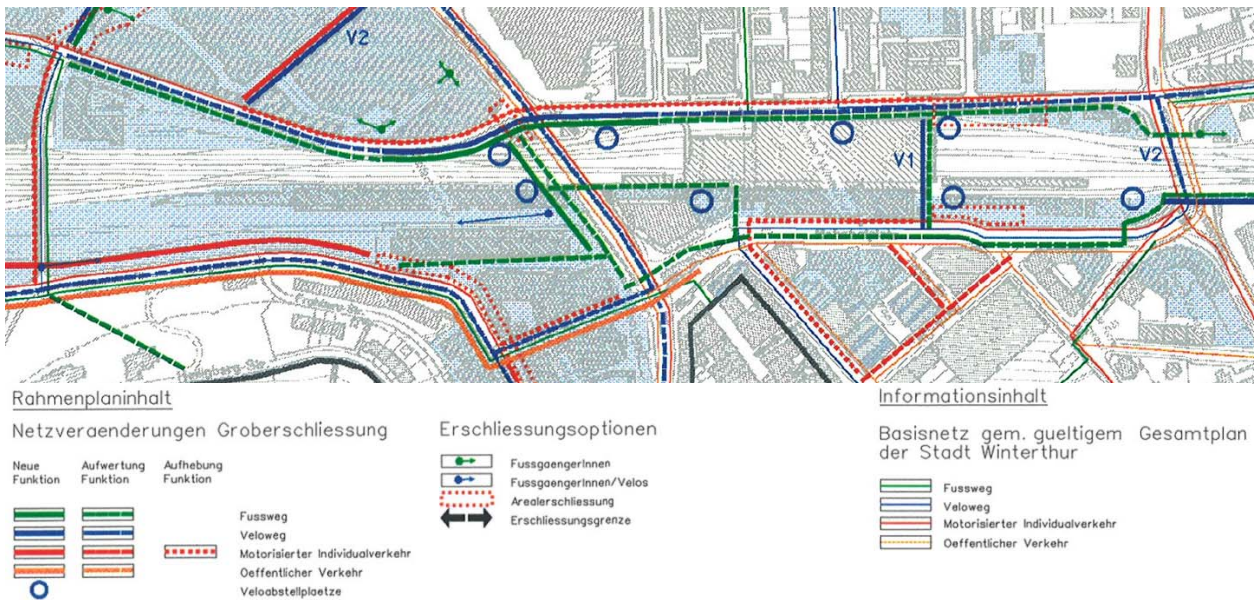 V2
V1
V2
Rahmenplaninhalt
Netzveraenderungen Groberschliessung
Neue Funktion
Aufwertung Funktion
Aufhebung Funktion
Fussweg
Veloweg
Motorisierter Individualverkehr
Oeffentlicher Verkehr
Veloabstellplaetze
Erschliessungsoptionen
FussgaengerInnen
FussgaengerInnen/Velos
Arealerschliessung
Erschliessungsgrenze
Informationsinhalt
Basisnetz gem. gueltigem Gesamtplan
der Stadt Winterthur
Fussweg
Veloweg
Motorisierter Individualverkehr
Oeffentlicher Verkehr